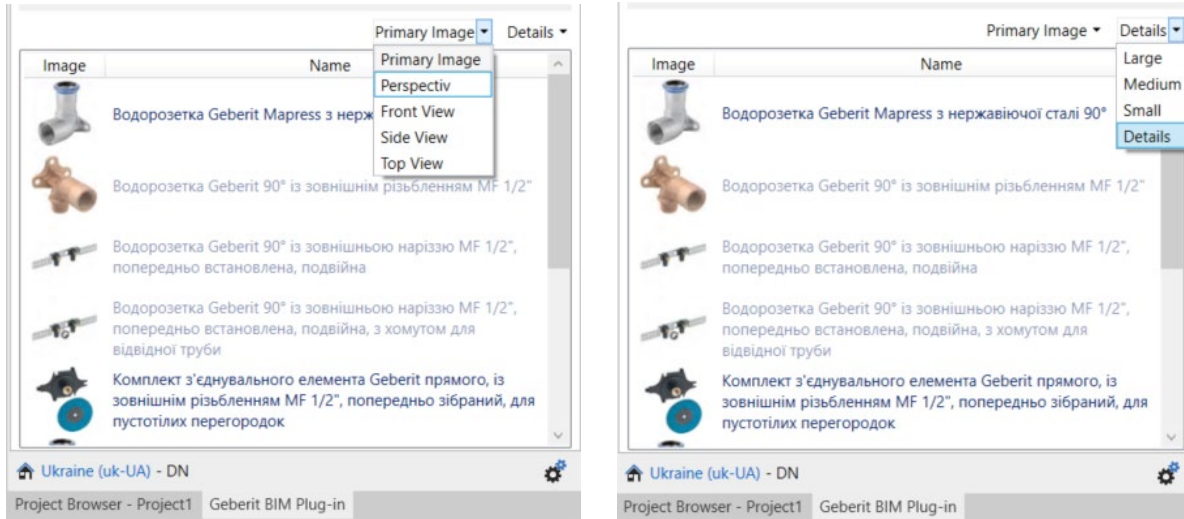 Primary Image Details
Image Name
Primary Image
Perspectiv
Front View
Side View
Top View
Водорозетка Geberit Mapress з нерж
Водорозетка Geberit 90° із зовнішнім різьбленням MF 1/2"
Водорозетка Geberit 90° із зовнішньою наріззю MF 1/2",
попередньо встановлена, подвійна
Водорозетка Geberit 90° із зовнішньою наріззю MF 1/2",
попередньо встановлена, подвійна, з хомутом для
відвідної труби
Комплект з'єднувального елемента Geberit прямого, із
зовнішнім різьбленням MF 1/2", попередньо зібраний, для
пустотілих перегородок
Ukraine (uk-UA) - DN
Project Browser - Project1 Geberit BIM Plug-in
Primary Image Details
Image Name
Large
Medium
Small
Details
Водорозетка Geberit Mapress з нержавіючої сталі 90°
Водорозетка Geberit 90° із зовнішнім різьбленням MF 1/2"
Водорозетка Geberit 90° із зовнішньою наріззю MF 1/2",
попередньо встановлена, подвійна
Водорозетка Geberit 90° із зовнішньою наріззю MF 1/2",
попередньо встановлена, подвійна, з хомутом для
відвідної труби
Комплект з'єднувального елемента Geberit прямого, із
зовнішнім різьбленням MF 1/2", попередньо зібраний, для
пустотілих перегородок
Ukraine (uk-UA) - DN
Project Browser - Project1 Geberit BIM Plug-in